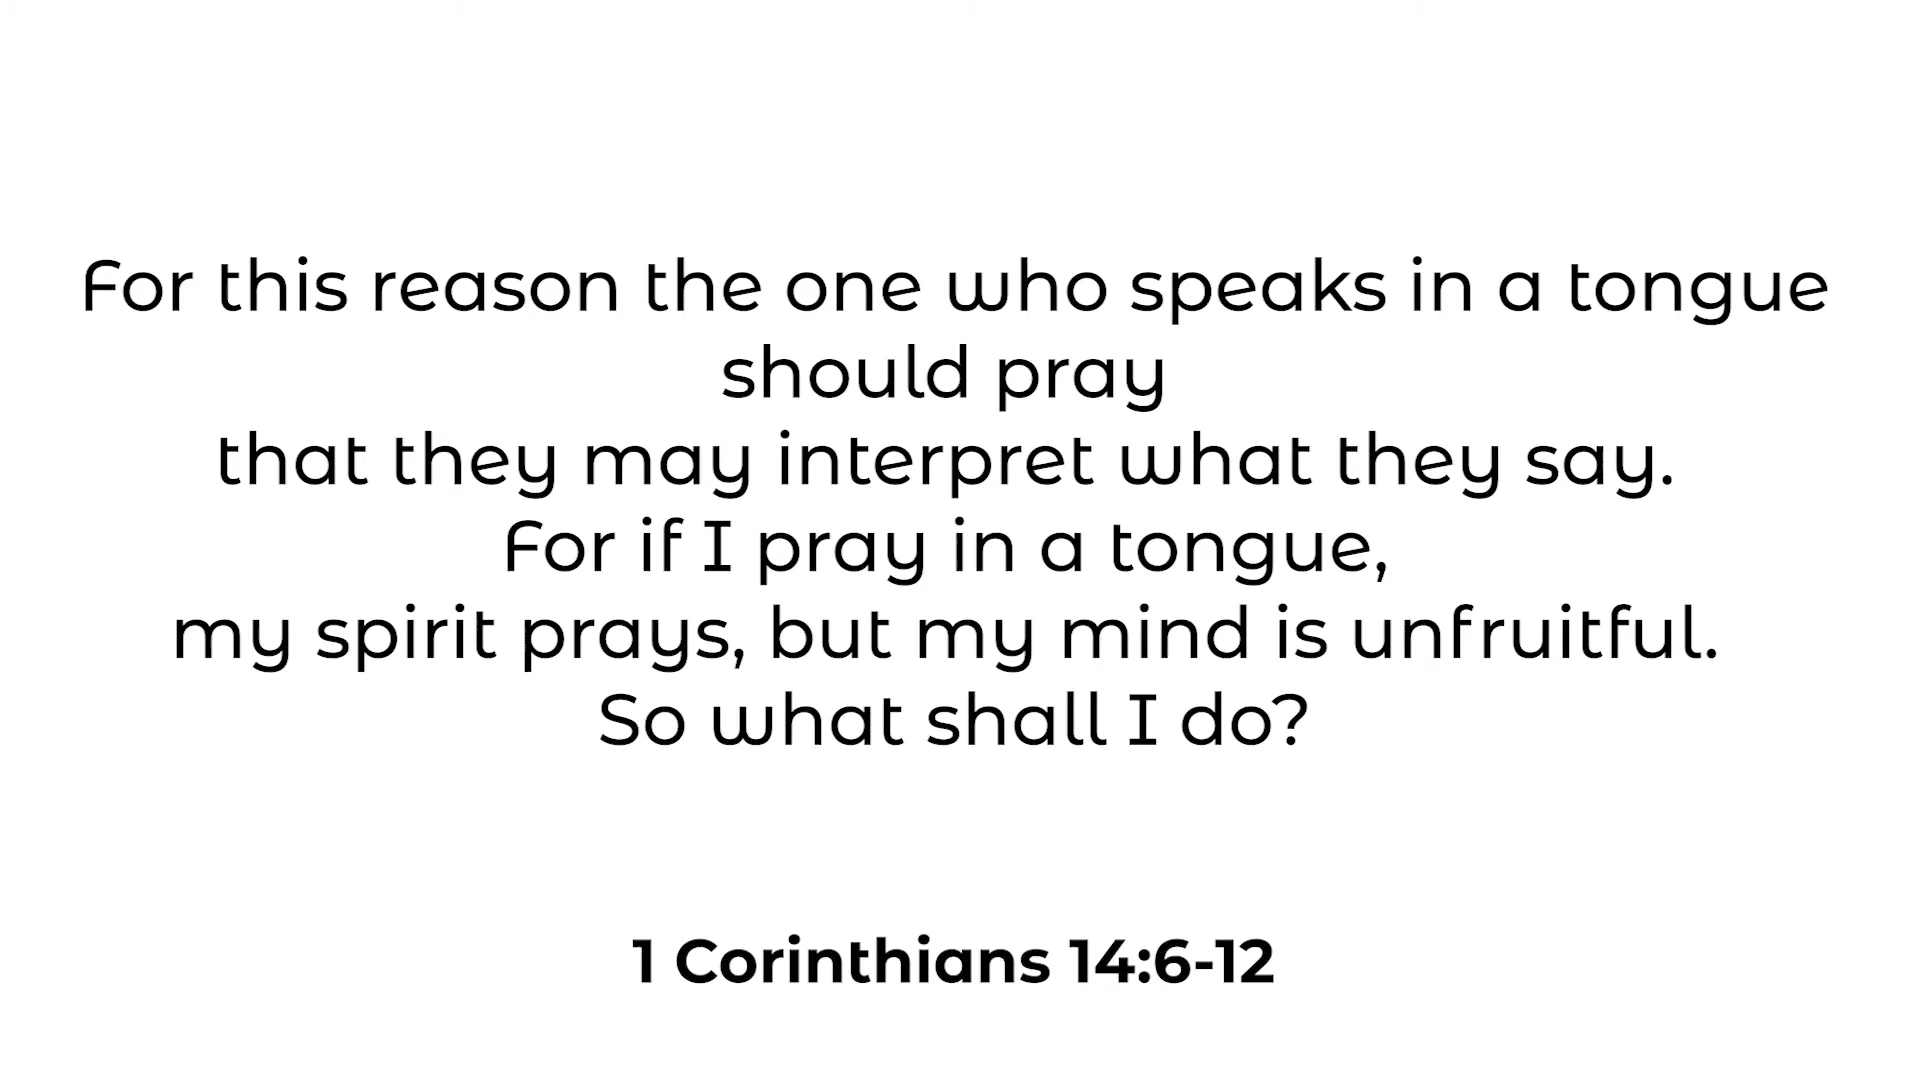 For this reason the one who speaks in a tongue
should pray
that they may interpret what they say.
For if I pray in a tongue,
my spirit prays, but my mind is unfruitful.
So what shall I do?
1 Corinthians 14:6-12